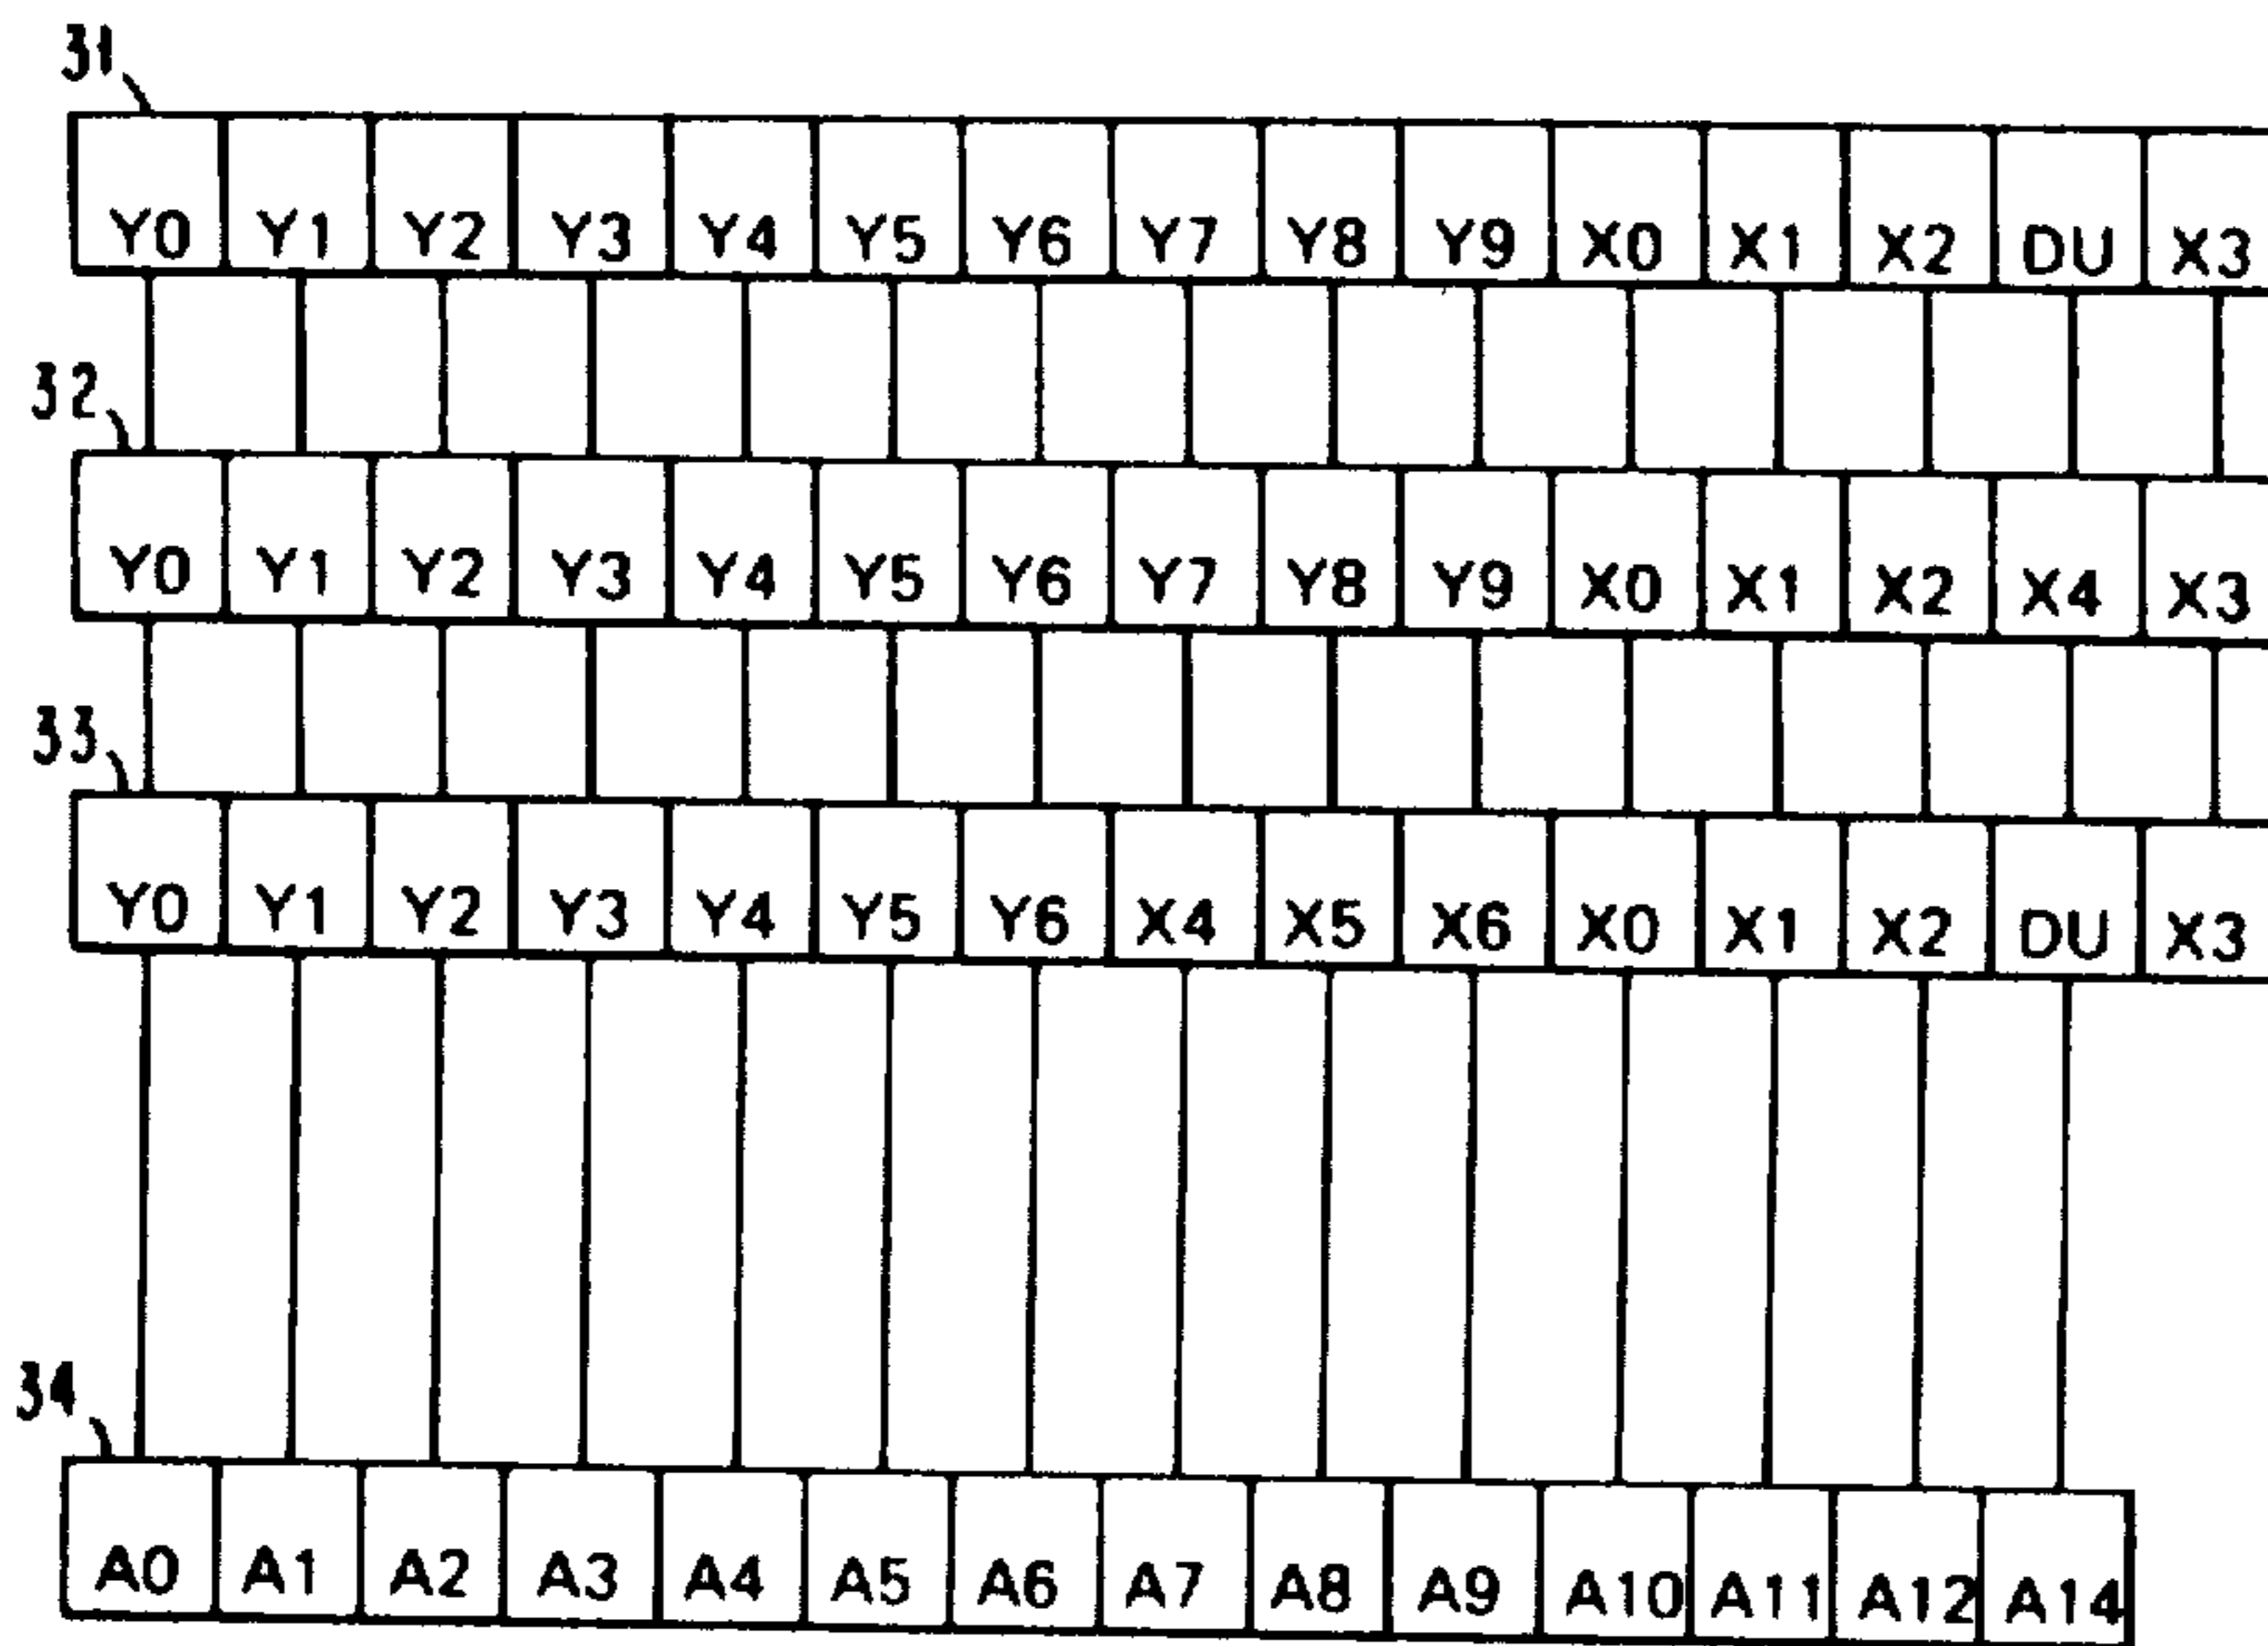 31
Y0 Y1 Y2 Y3 Y4 Y5 Y6 Y7 Y8 Y9 X0 X1 X2 DU X3
32
Y0 Y1 Y2 Y3 Y4 Y5 Y6 Y7 Y8 Y9 X0 X1 X2 X4 X3
33
Y0 Y1 Y2 Y3 Y4 Y5 Y6 X4 X5 X6 X0 X1 X2 DU X3
34
A0 A1 A2 A3 A4 A5 A6 A7 A8 A9 A10 A11 A12 A14